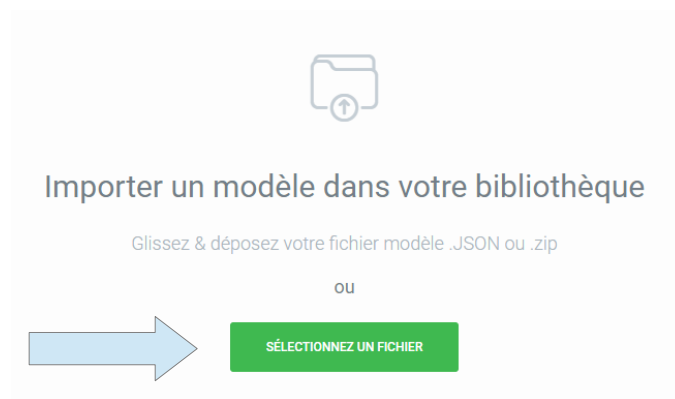 Importer un modèle dans votre bibliothèque
Glissez & déposez votre fichier modèle .JSON ou .zip
ou
SÉLECTIONNEZ UN FICHIER